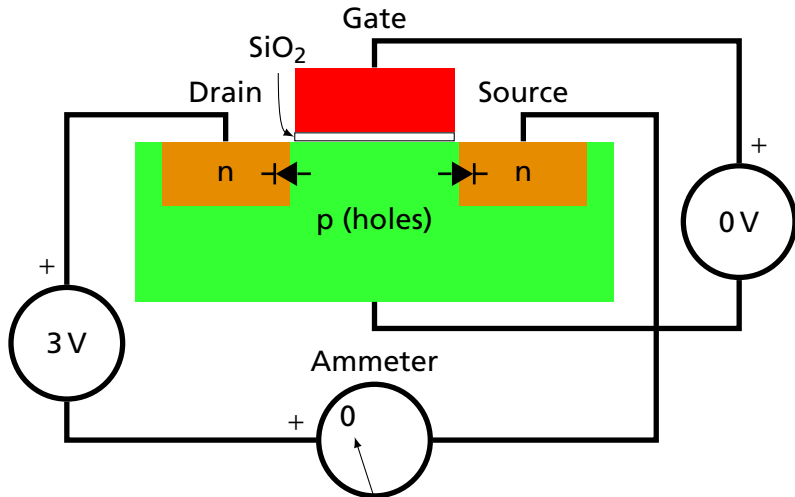 Gate
SiO₂
Drain
Source
+
n
n
p (holes)
0 V
+
3 V
Ammeter
+
0